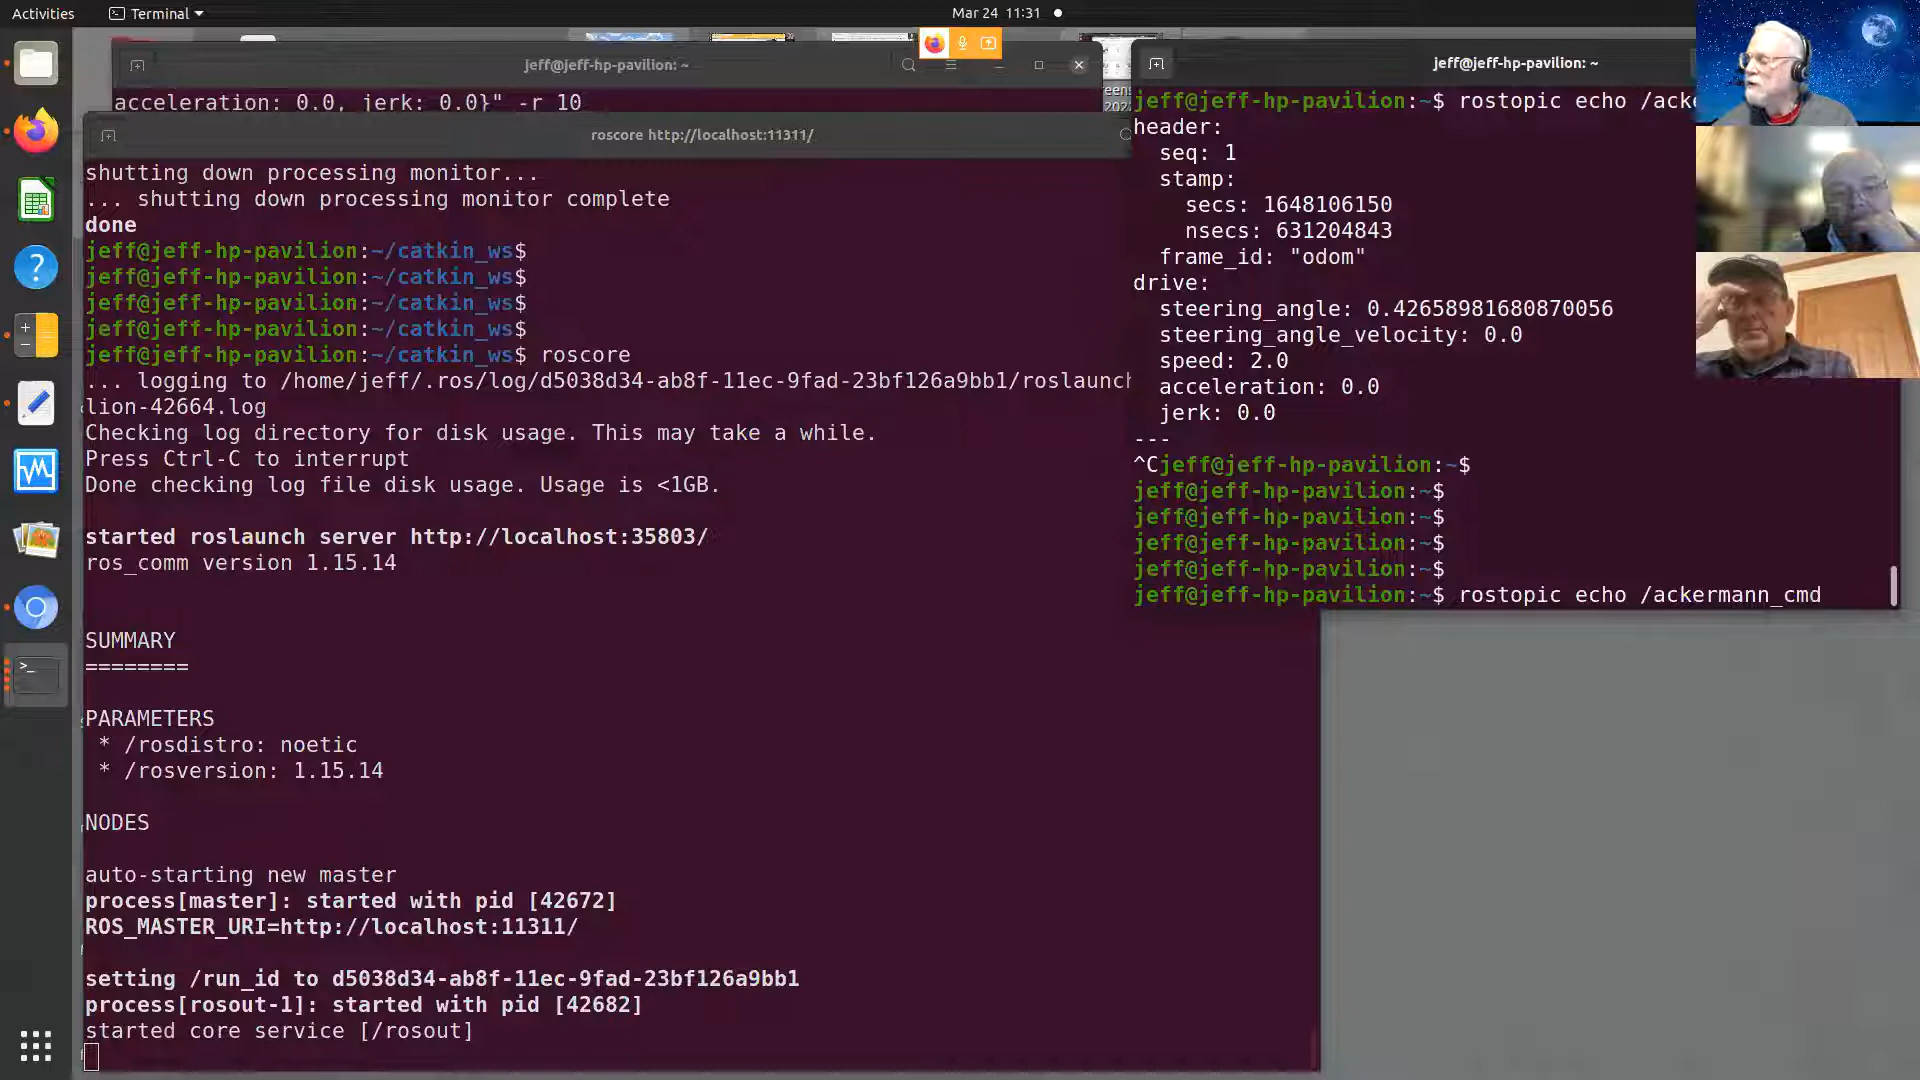 Activities
Terminal
Mar 24 11:31
jeff@jeff-hp-pavilion: ~
acceleration: 0.0, jerk: 0.0}" -r 10
roscore http://localhost:11311/
shutting down processing monitor...
... shutting down processing monitor complete
done
jeff@jeff-hp-pavilion:~/catkin_ws$
jeff@jeff-hp-pavilion:~/catkin_ws$
jeff@jeff-hp-pavilion:~/catkin_ws$
jeff@jeff-hp-pavilion:~/catkin_ws$
jeff@jeff-hp-pavilion:~/catkin_ws$ roscore
... logging to /home/jeff/.ros/log/d5038d34-ab8f-11ec-9fad-23bf126a9bb1/roslaunch
lion-42664.log
Checking log directory for disk usage. This may take a while.
Press Ctrl-C to interrupt
Done checking log file disk usage. Usage is <1GB.
started roslaunch server http://localhost:35803/
ros_comm version 1.15.14
SUMMARY
========
PARAMETERS
* /rosdistro: noetic
* /rosversion: 1.15.14
NODES
auto-starting new master
process[master]: started with pid [42672]
ROS_MASTER_URI=http://localhost:11311/
setting /run_id to d5038d34-ab8f-11ec-9fad-23bf126a9bb1
process[rosout-1]: started with pid [42682]
started core service [/rosout]
jeff@jeff-hp-pavilion: ~
jeff@jeff-hp-pavilion:~$ rostopic echo /acke
header:
seq: 1
stamp:
secs: 1648106150
nsecs: 631204843
frame_id: "odom"
drive:
steering_angle: 0.42658981680870056
steering_angle_velocity: 0.0
speed: 2.0
acceleration: 0.0
jerk: 0.0
---
^Cjeff@jeff-hp-pavilion:~$
jeff@jeff-hp-pavilion:~$
jeff@jeff-hp-pavilion:~$
jeff@jeff-hp-pavilion:~$
jeff@jeff-hp-pavilion:~$
jeff@jeff-hp-pavilion:~$ rostopic echo /ackermann_cmd